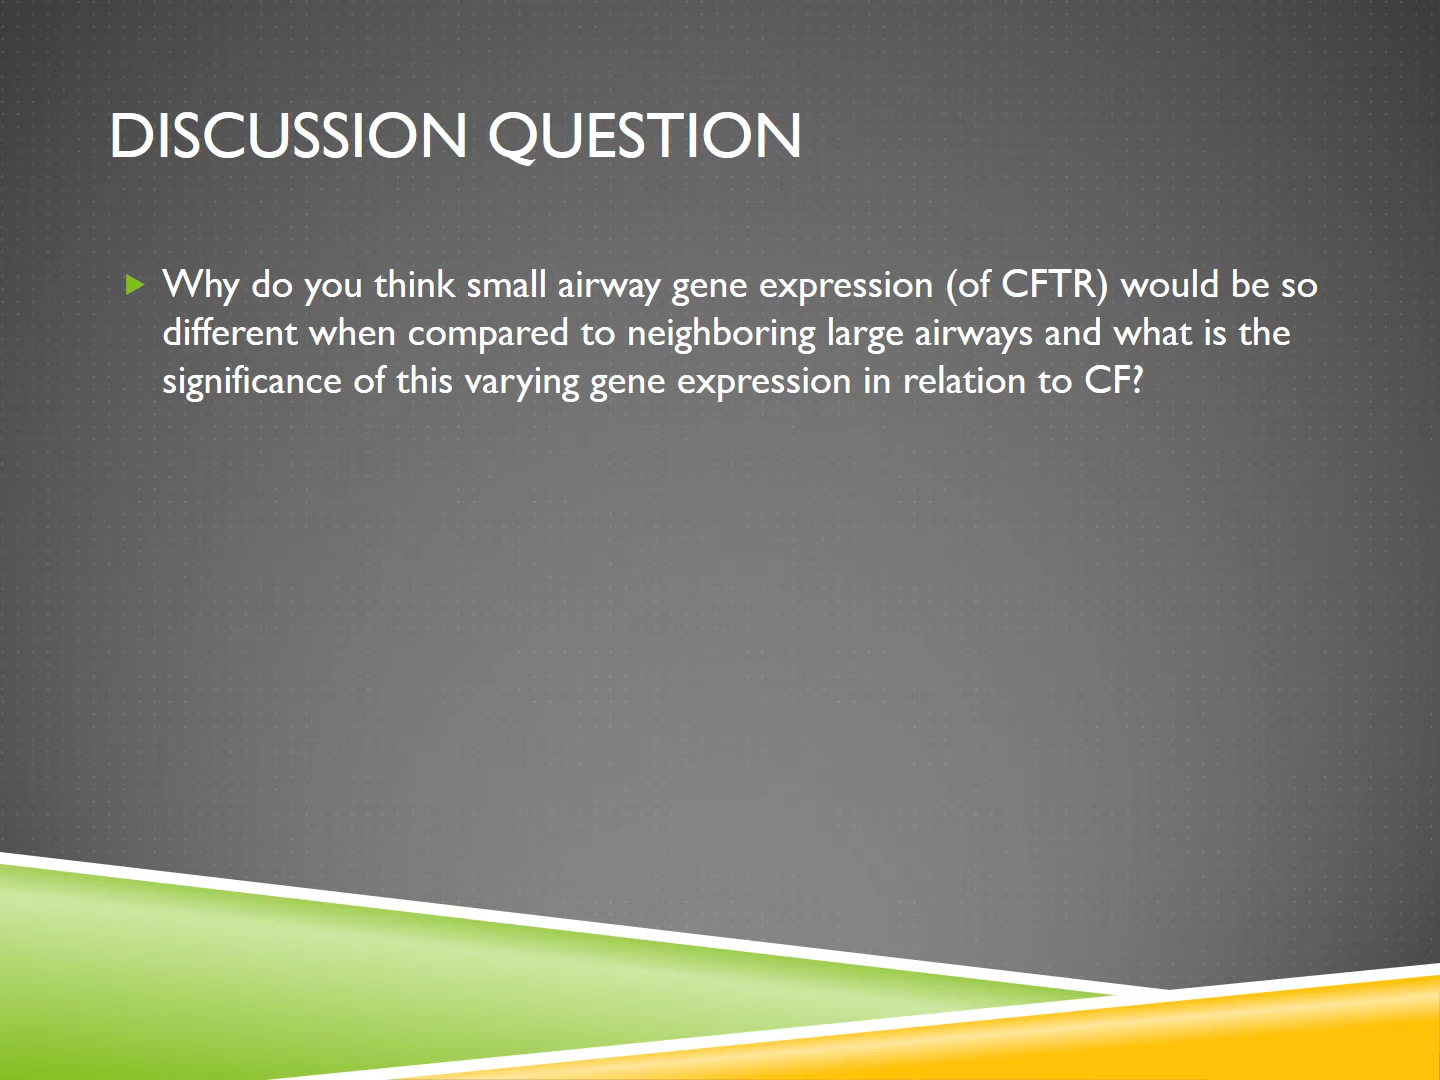 DISCUSSION QUESTION
Why do you think small airway gene expression (of CFTR) would be so
different when compared to neighboring large airways and what is the
significance of this varying gene expression in relation to CF?